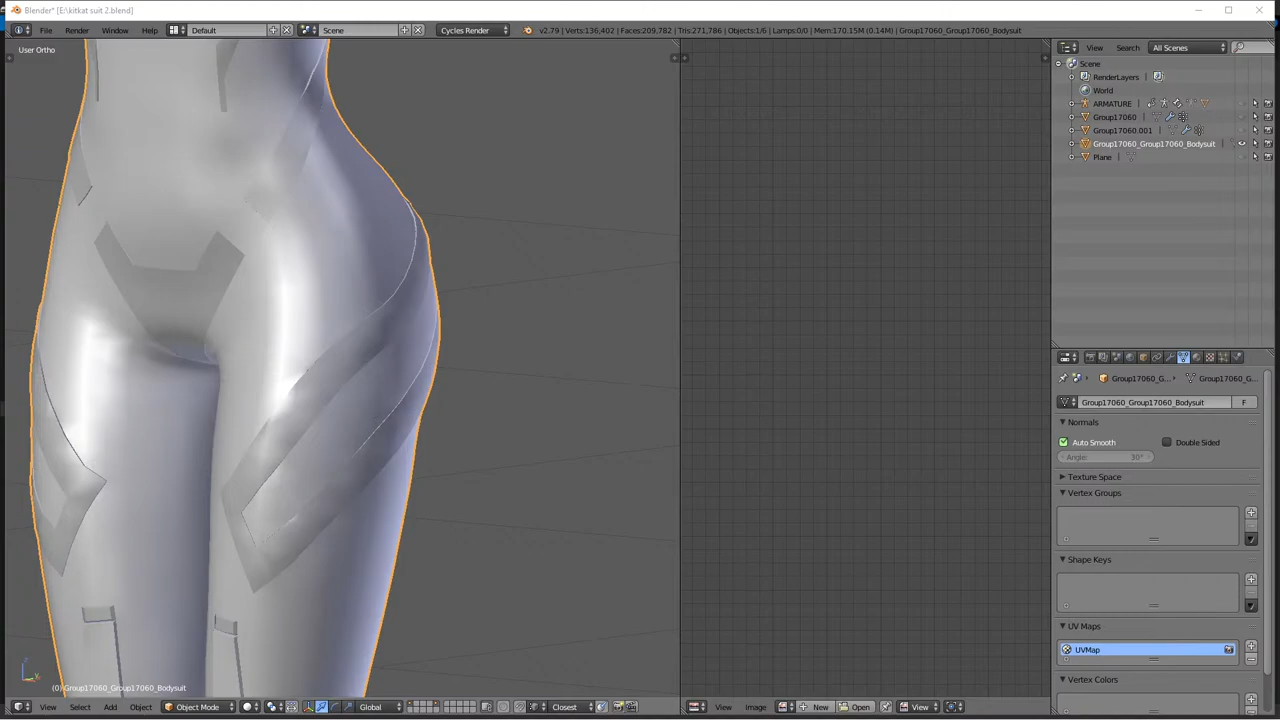 Blender* [E:\kitkat suit 2.blend]
File Render Window Help Default Scene Cycles Render v2.79 | Verts:136,402 | Faces:209,782 | Tris:271,786 | Objects:1/6 | Lamps:0/0 | Mem:170.15M (0.14M) | Group17060_Group17060_Bodysuit
User Ortho
View Search All Scenes
Scene
RenderLayers
World
ARMATURE
Group17060
Group17060.001
Group17060_Group17060_Bodysuit
Plane
Group17060_G... Group17060_G...
Group17060_Group17060_Bodysuit F
Normals
Auto Smooth Double Sided
Angle: 30°
Texture Space
Vertex Groups
Shape Keys
UV Maps
UVMap
Vertex Colors
(0) Group17060_Group17060_Bodysuit
View Select Add Object Object Mode Global Closest
View Image New Open View